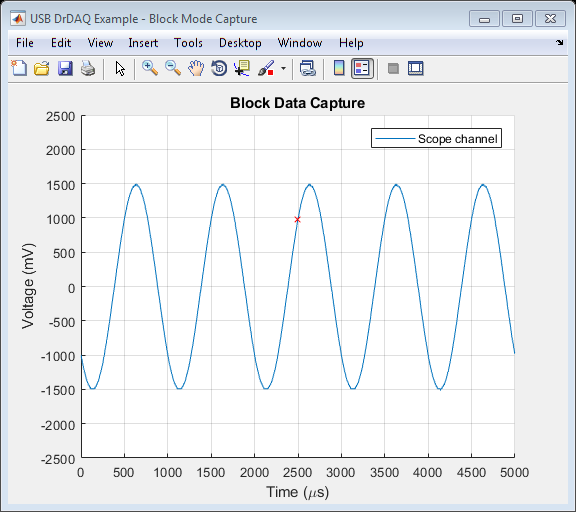 USB DrDAQ Example - Block Mode Capture
File Edit View Insert Tools Desktop Window Help
Block Data Capture
Scope channel
2500
2000
1500
1000
500
0
-500
-1000
-1500
-2000
-2500
Voltage (mV)
0 500 1000 1500 2000 2500 3000 3500 4000 4500 5000
Time (μs)